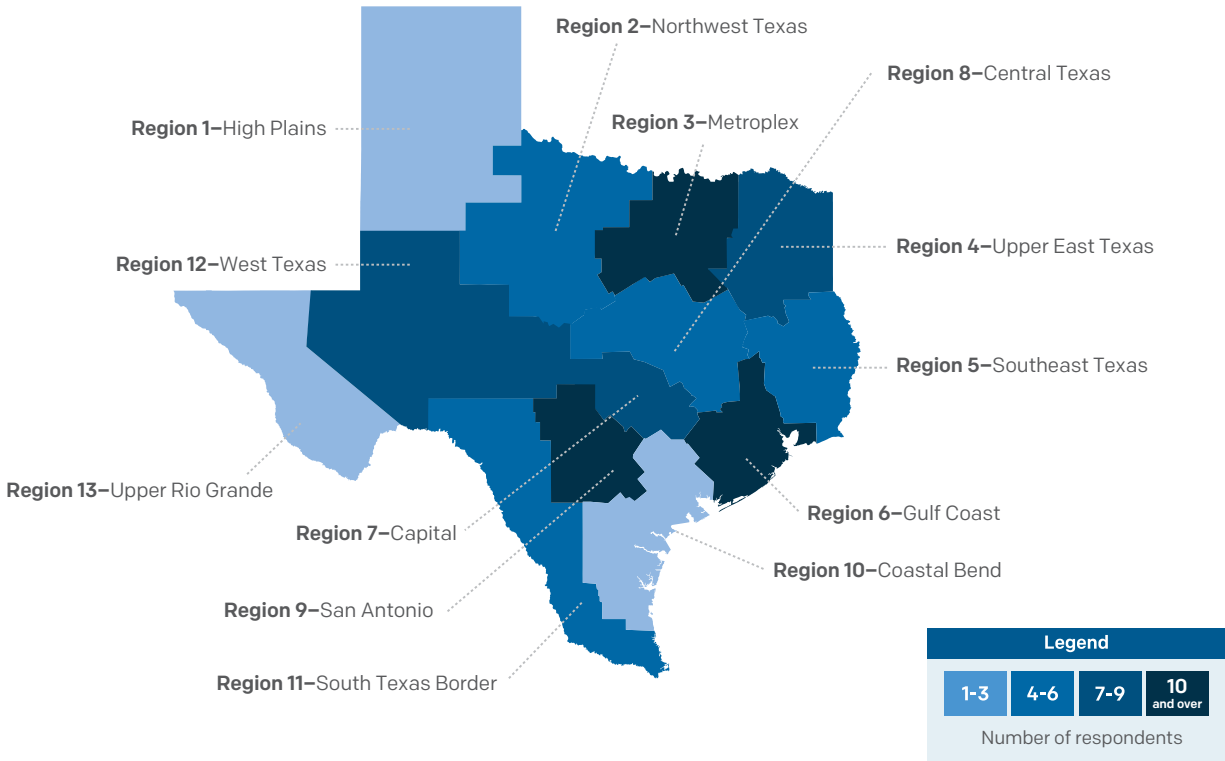 Region 2–Northwest Texas
Region 8–Central Texas
Region 1–High Plains
Region 3–Metroplex
Region 4–Upper East Texas
Region 12–West Texas
Region 5–Southeast Texas
Region 13–Upper Rio Grande
Region 6–Gulf Coast
Region 7–Capital
Region 10–Coastal Bend
Region 9–San Antonio
Region 11–South Texas Border
Legend
1-3 4-6 7-9 10
and over
Number of respondents